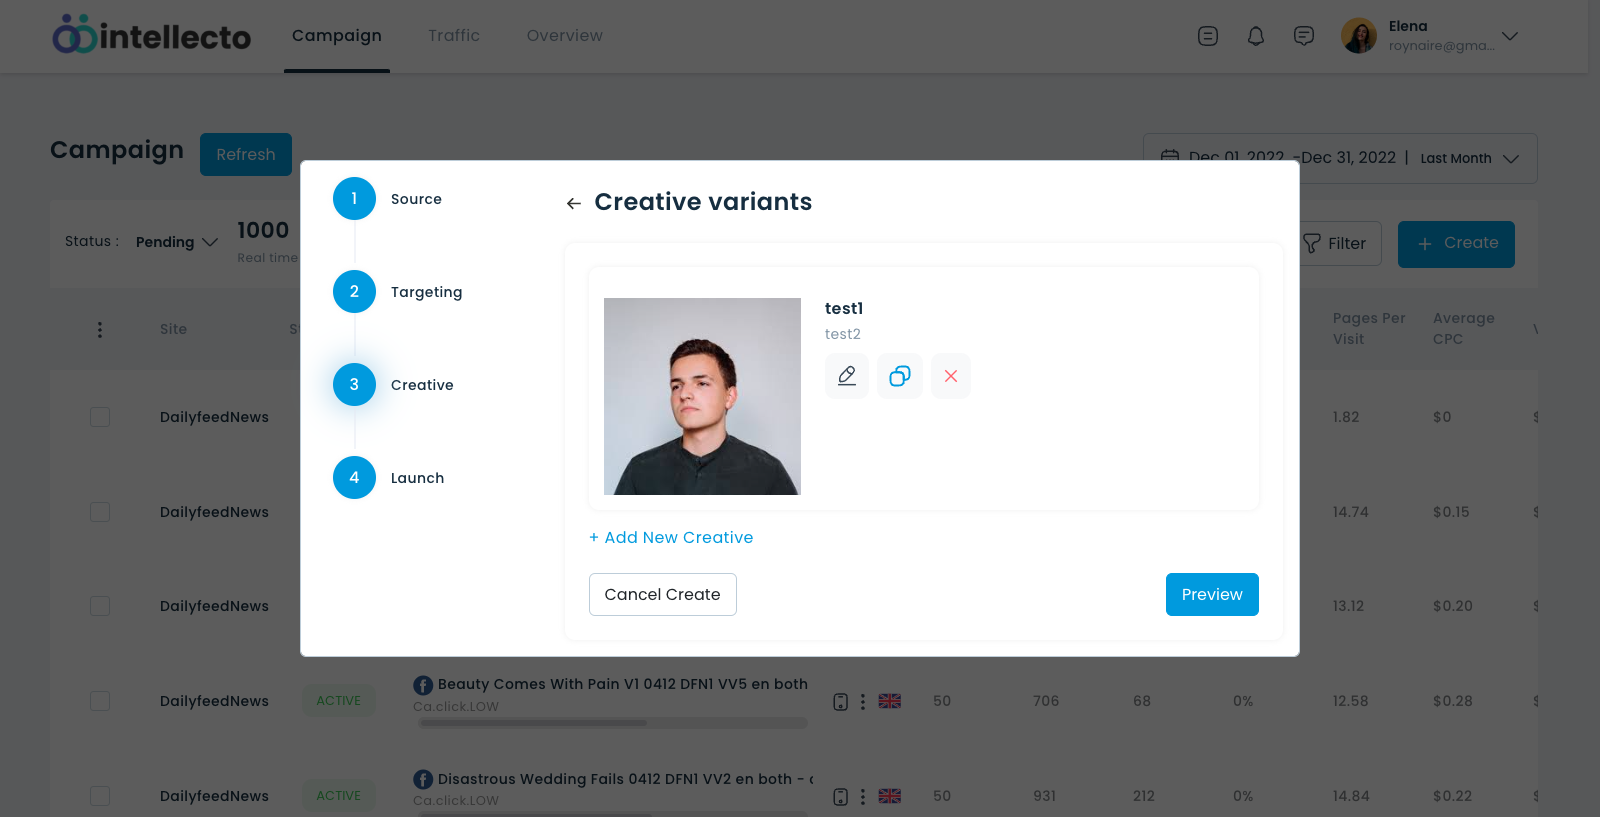 intellecto
Campaign
Traffic
Overview
Elena
roynaire@gma...
Campaign
Refresh
Dec 01, 2022 -Dec 31, 2022 | Last Month
Status :
Pending
1000
Real time
Filter
+ Create
Site
Pages Per
Visit
Average
CPC
1
Source
2
Targeting
3
Creative
4
Launch
← Creative variants
test1
test2
+ Add New Creative
Cancel Create
Preview
DailyfeedNews
1.82
$0
DailyfeedNews
14.74
$0.15
DailyfeedNews
13.12
$0.20
DailyfeedNews
ACTIVE
Beauty Comes With Pain V1 0412 DFN1 VV5 en both
Ca.click.LOW
50
706
68
0%
12.58
$0.28
DailyfeedNews
ACTIVE
Disastrous Wedding Fails 0412 DFN1 VV2 en both -
Ca.click.LOW
50
931
212
0%
14.84
$0.22